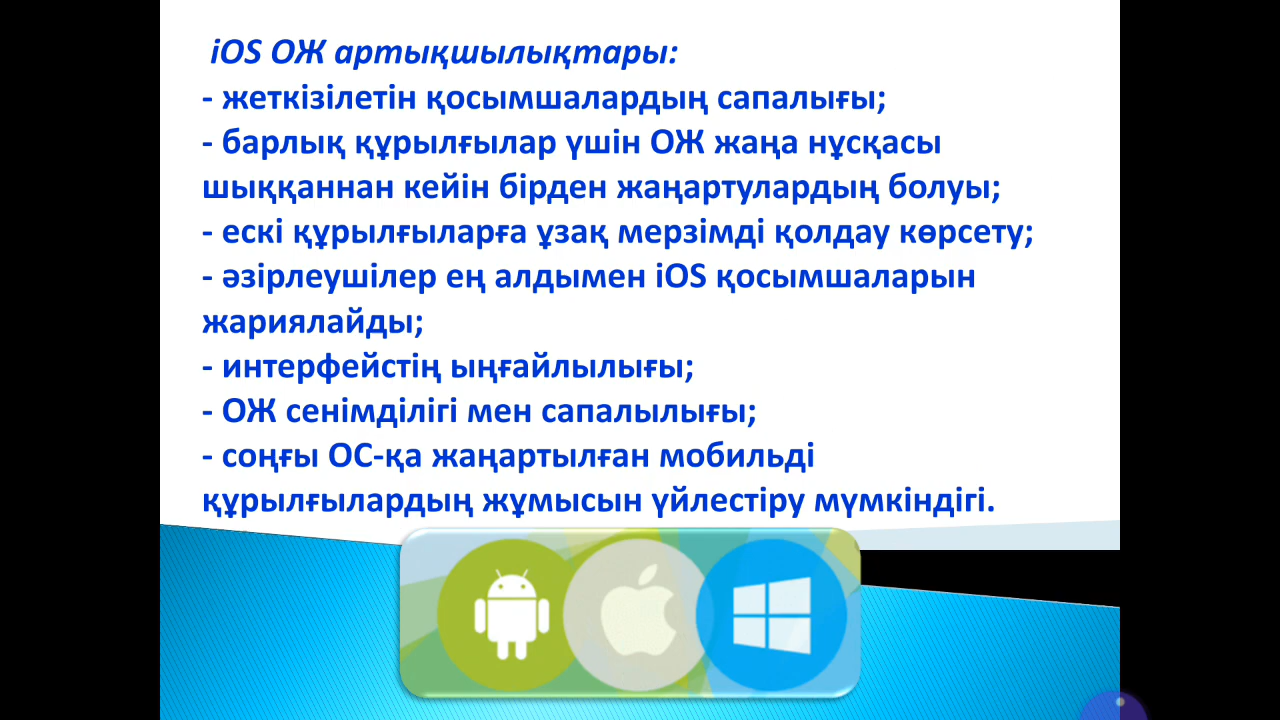 iOS ОЖ артықшылықтары:
- жеткізілетін қосымшалардың сапалығы;
- барлық құрылғылар үшін ОЖ жаңа нұсқасы
шыққаннан кейін бірден жаңартулардың болуы;
- ескі құрылғыларға ұзақ мерзімді қолдау көрсету;
- әзірлеушілер ең алдымен iOS қосымшаларын
жариялайды;
- интерфейстің ыңғайлылығы;
- ОЖ сенімділігі мен сапалылығы;
- соңғы ОС-қа жаңартылған мобильді
құрылғылардың жұмысын үйлестіру мүмкіндігі.